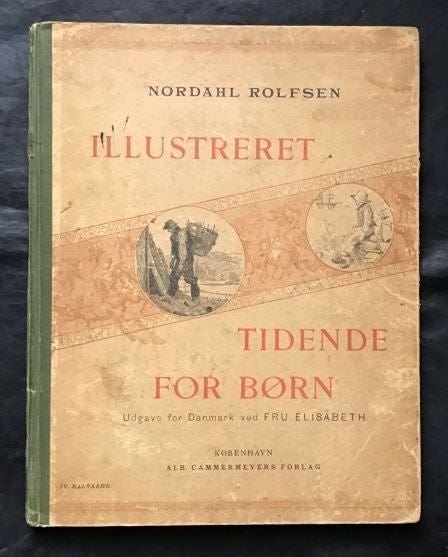 NORDAHL ROLFSEN
ILLUSTRERET
TIDENDE
FOR BØRN
Udgave for Danmark ved FRU ELISABETH
KØBENHAVN
ALB. CAMMERMEYERS FORLAG
IV. HALVAARG.